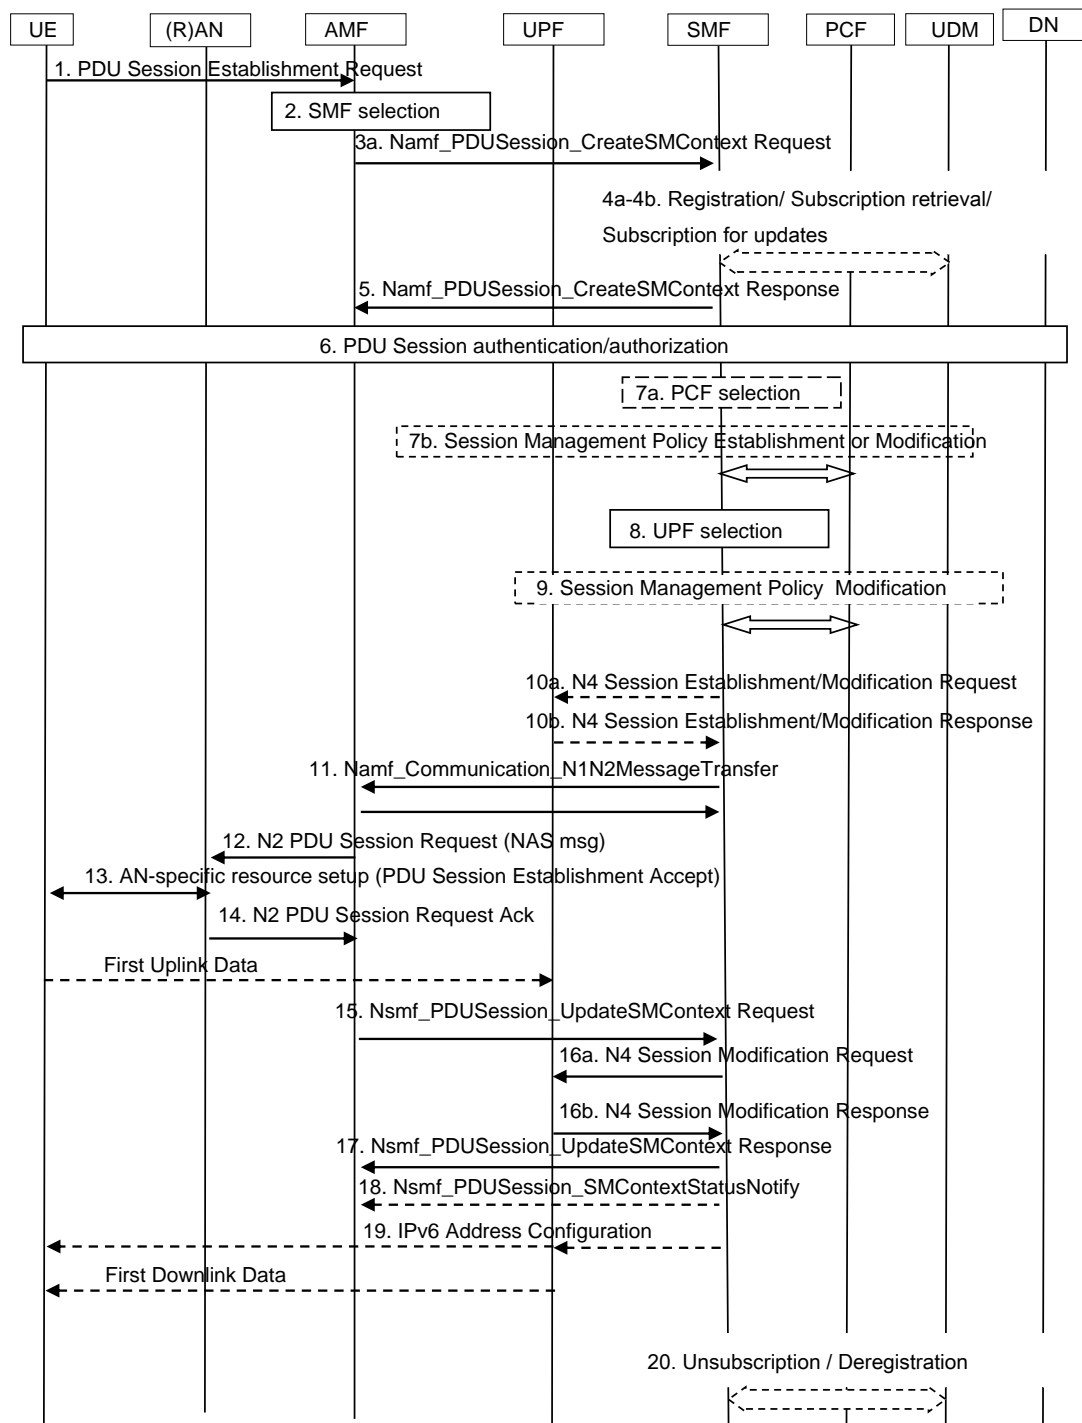 UE
(R)AN
AMF
UPF
SMF
PCF
UDM
DN
1. PDU Session Establishment Request
2. SMF selection
3a. Namf_PDUSession_CreateSMContext Request
4a-4b. Registration/ Subscription retrieval/
Subscription for updates
5. Namf_PDUSession_CreateSMContext Response
6. PDU Session authentication/authorization
7a. PCF selection
7b. Session Management Policy Establishment or Modification
8. UPF selection
9. Session Management Policy Modification
10a. N4 Session Establishment/Modification Request
10b. N4 Session Establishment/Modification Response
11. Namf_Communication_N1N2MessageTransfer
12. N2 PDU Session Request (NAS msg)
13. AN-specific resource setup (PDU Session Establishment Accept)
14. N2 PDU Session Request Ack
First Uplink Data
15. Nsmf_PDUSession_UpdateSMContext Request
16a. N4 Session Modification Request
16b. N4 Session Modification Response
17. Nsmf_PDUSession_UpdateSMContext Response
18. Nsmf_PDUSession_SMContextStatusNotify
19. IPv6 Address Configuration
First Downlink Data
20. Unsubscription / Deregistration